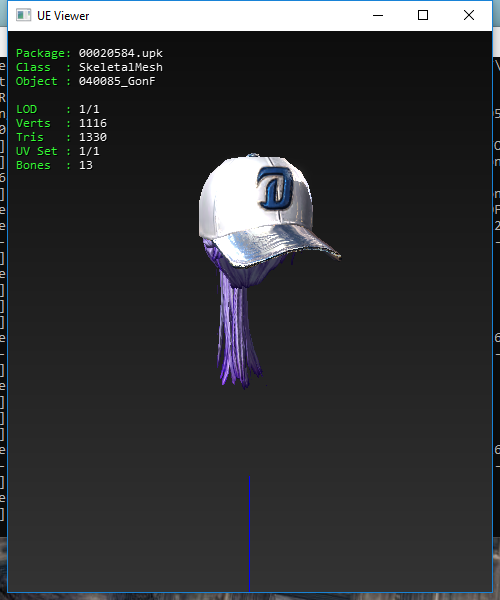 UE Viewer
Package: 00020584.upk
Class : SkeletalMesh
Object : 040085_GonF
LOD : 1/1
Verts : 1116
Tris : 1330
UV Set : 1/1
Bones : 13
D